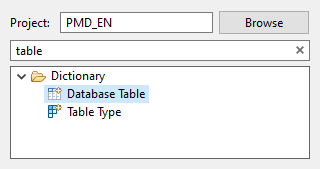 Project: PMD_EN Browse
table
Dictionary
Database Table
Table Type